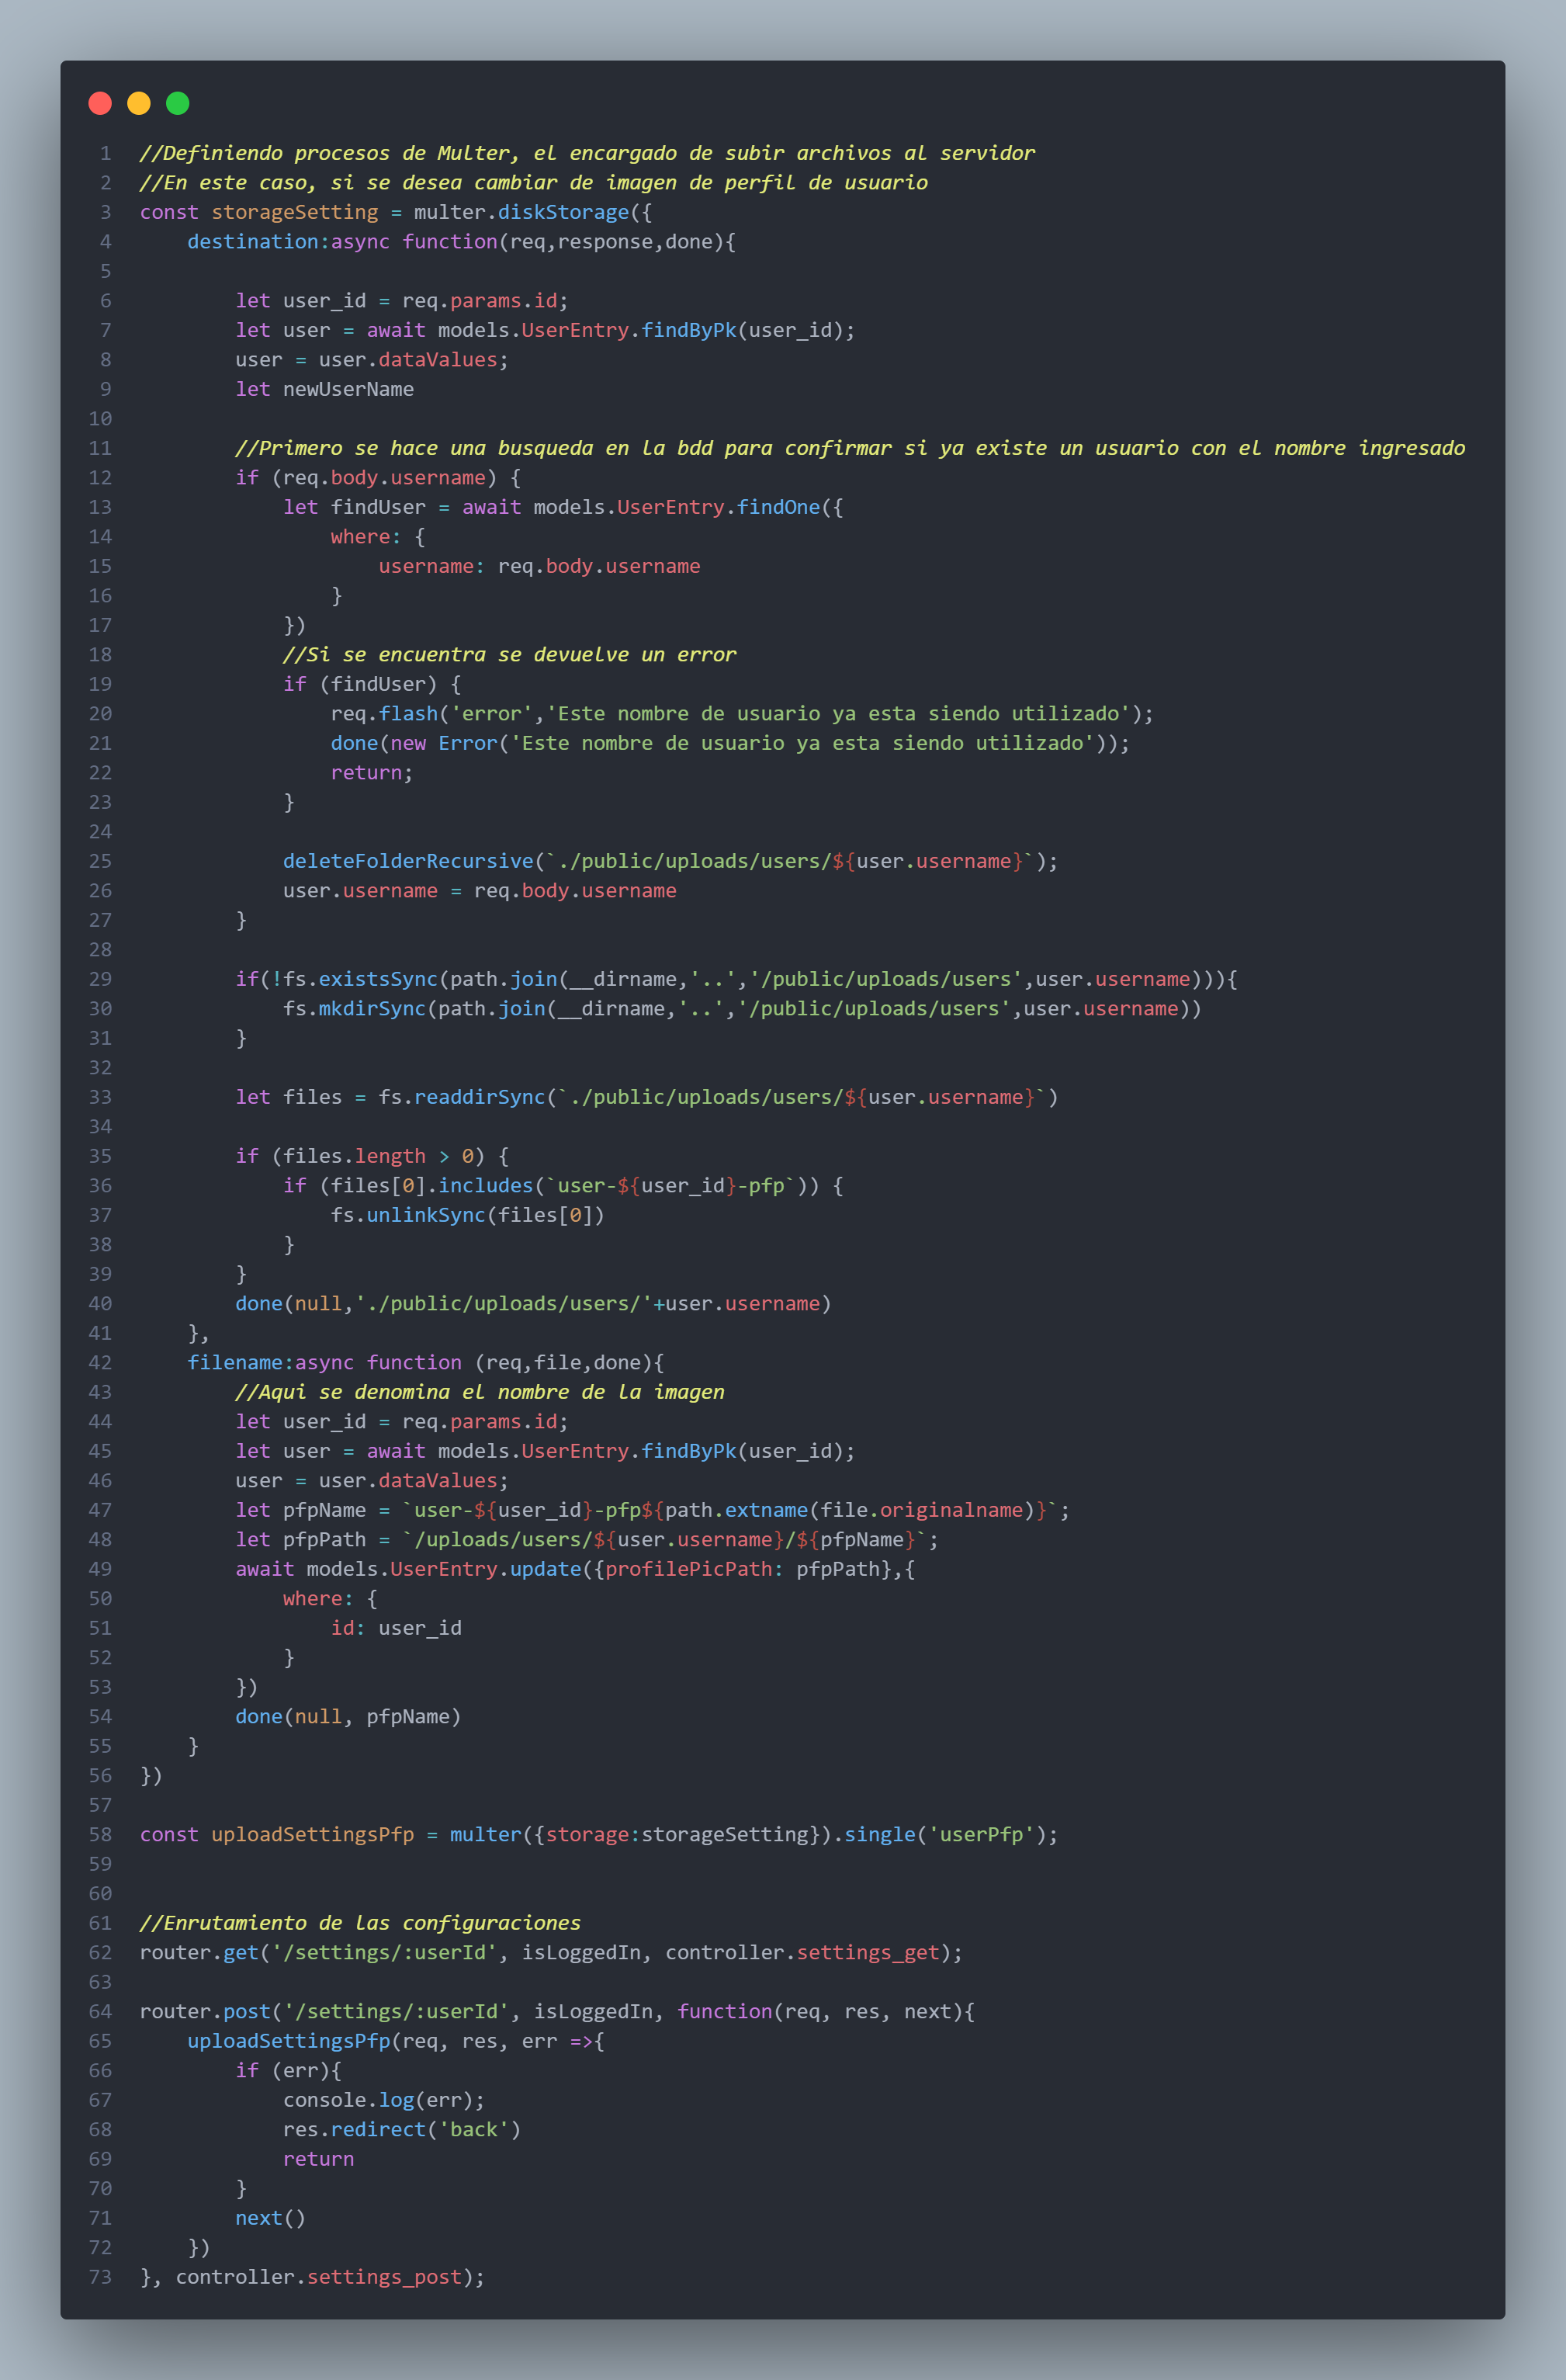 1 //Definiendo procesos de Multer, el encargado de subir archivos al servidor
2 //En este caso, si se desea cambiar de imagen de perfil de usuario
3 const storageSetting = multer.diskStorage({
4     destination:async function(req,response,done){
5
6         let user_id = req.params.id;
7         let user = await models.UserEntry.findByPk(user_id);
8         user = user.dataValues;
9         let newUserName
10
11         //Primero se hace una busqueda en la bdd para confirmar si ya existe un usuario con el nombre ingresado
12         if (req.body.username) {
13             let findUser = await models.UserEntry.findOne({
14                 where: {
15                     username: req.body.username
16                 }
17             })
18             //Si se encuentra se devuelve un error
19             if (findUser) {
20                 req.flash('error','Este nombre de usuario ya esta siendo utilizado');
21                 done(new Error('Este nombre de usuario ya esta siendo utilizado'));
22                 return;
23             }
24
25             deleteFolderRecursive(`./public/uploads/users/${user.username}`);
26             user.username = req.body.username
27         }
28
29         if(!fs.existsSync(path.join(__dirname,'..','/public/uploads/users',user.username))){
30             fs.mkdirSync(path.join(__dirname,'..','/public/uploads/users',user.username))
31         }
32
33         let files = fs.readdirSync(`./public/uploads/users/${user.username}`)
34
35         if (files.length > 0) {
36             if (files[0].includes(`user-${user_id}-pfp`)) {
37                 fs.unlinkSync(files[0])
38             }
39         }
40         done(null,'./public/uploads/users/'+user.username)
41     },
42     filename:async function (req,file,done){
43         //Aqui se denomina el nombre de la imagen
44         let user_id = req.params.id;
45         let user = await models.UserEntry.findByPk(user_id);
46         user = user.dataValues;
47         let pfpName = `user-${user_id}-pfp${path.extname(file.originalname)}`;
48         let pfpPath = `/uploads/users/${user.username}/${pfpName}`;
49         await models.UserEntry.update({profilePicPath: pfpPath},{
50             where: {
51                 id: user_id
52             }
53         })
54         done(null, pfpName)
55     }
56 })
57
58 const uploadSettingsPfp = multer({storage:storageSetting}).single('userPfp');
59
60
61 //Enrutamiento de las configuraciones
62 router.get('/settings/:userId', isLoggedIn, controller.settings_get);
63
64 router.post('/settings/:userId', isLoggedIn, function(req, res, next){
65     uploadSettingsPfp(req, res, err =>{
66         if (err){
67             console.log(err);
68             res.redirect('back')
69             return
70         }
71         next()
72     })
73 }, controller.settings_post);